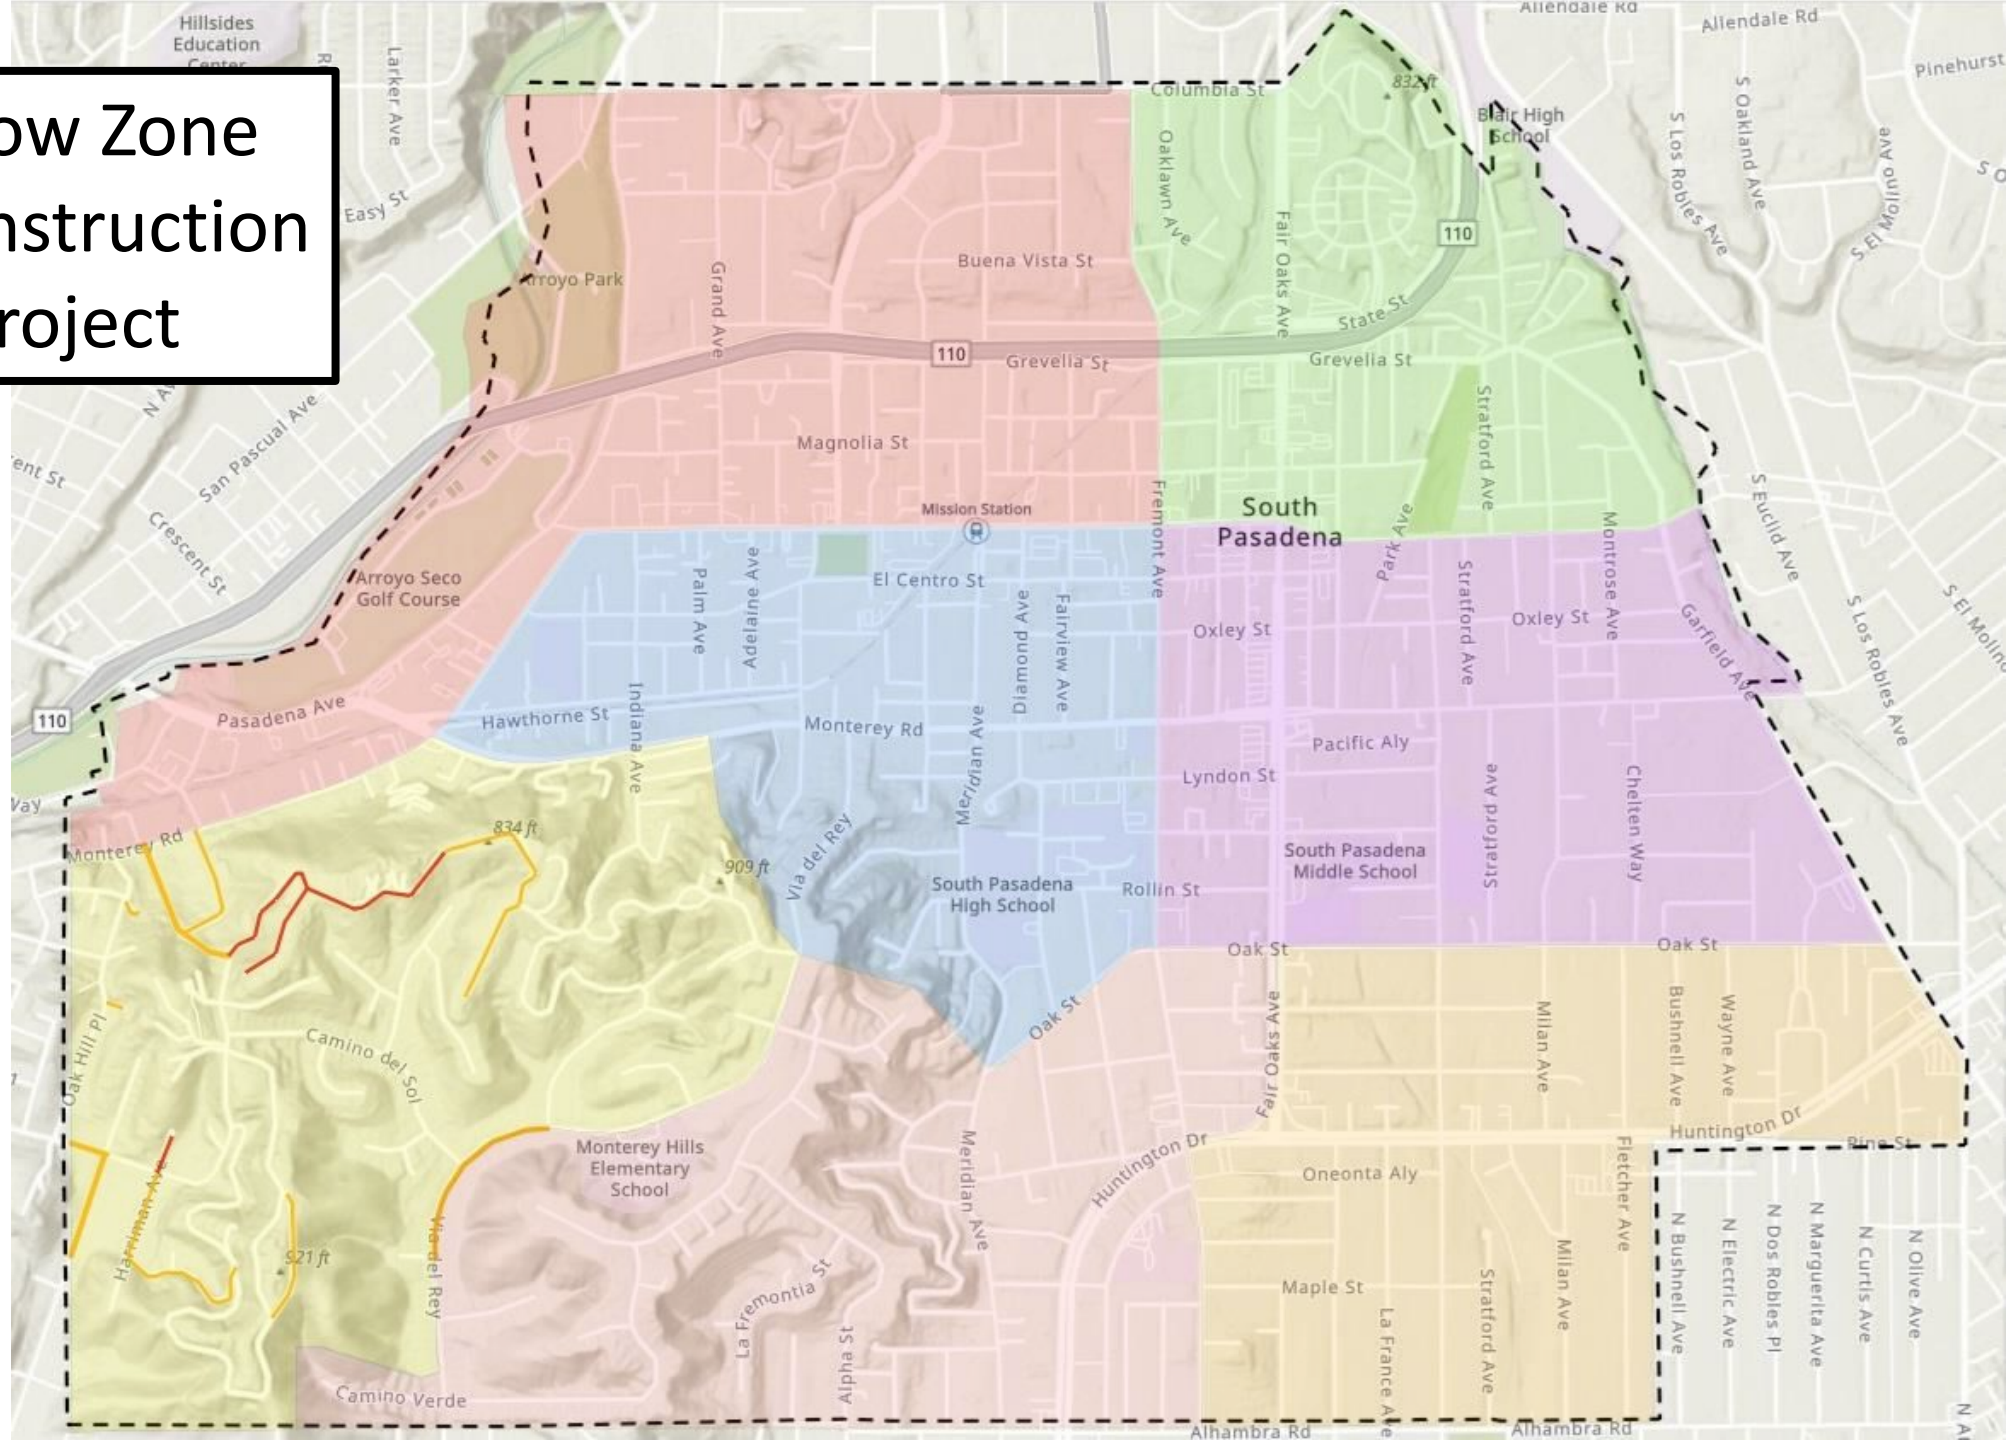 Hillsides
Education
Center
Larker Ave
Easy St
ow Zone
nstruction
roject
Allendale Rd
Allendale Rd
Pinehurst
Columbia St
832 ft
Blair High
School
S Los Robles Ave
S Oakland Ave
S El Molino Ave
S O
Oaklawn Ave
Fair Oaks Ave
110
Arroyo Park
Grand Ave
Buena Vista St
State St
110
Grevelia St
Grevelia St
N A
San Pascual Ave
ent St
Crescent St
Magnolia St
Stratford Ave
Mission Station
Fremont Ave
South
Pasadena
Park Ave
Montrose Ave
S Euclid Ave
Arroyo Seco
Golf Course
Palm Ave
Adelaine Ave
El Centro St
Diamond Ave
Fairview Ave
Oxley St
Stratford Ave
Oxley St
Garfield Ave
S Los Robles Ave
S El Molino
110
Pasadena Ave
Hawthorne St
Indiana Ave
Monterey Rd
Meridian Ave
Pacific Aly
Lyndon St
Stratford Ave
Chelten Way
Way
Monterey Rd
834 ft
909 ft
Via del Rey
South Pasadena
High School
Rollin St
South Pasadena
Middle School
Oak St
Oak St
Oak St
Oak Hill Pl
Camino del Sol
Fair Oaks Ave
Milan Ave
Bushnell Ave
Wayne Ave
Huntington Dr
Pine St
Monterey Hills
Elementary
School
Meridian Ave
Huntington Dr
Oneonta Aly
Fletcher Ave
Harriman Ave
921 ft
Via del Rey
La Fremontia St
Alpha St
Maple St
La France Ave
Stratford Ave
Milan Ave
N Bushnell Ave
N Electric Ave
N Dos Robles Pl
N Marguerita Ave
N Curtis Ave
N Olive Ave
Camino Verde
Alhambra Rd
Alhambra Rd